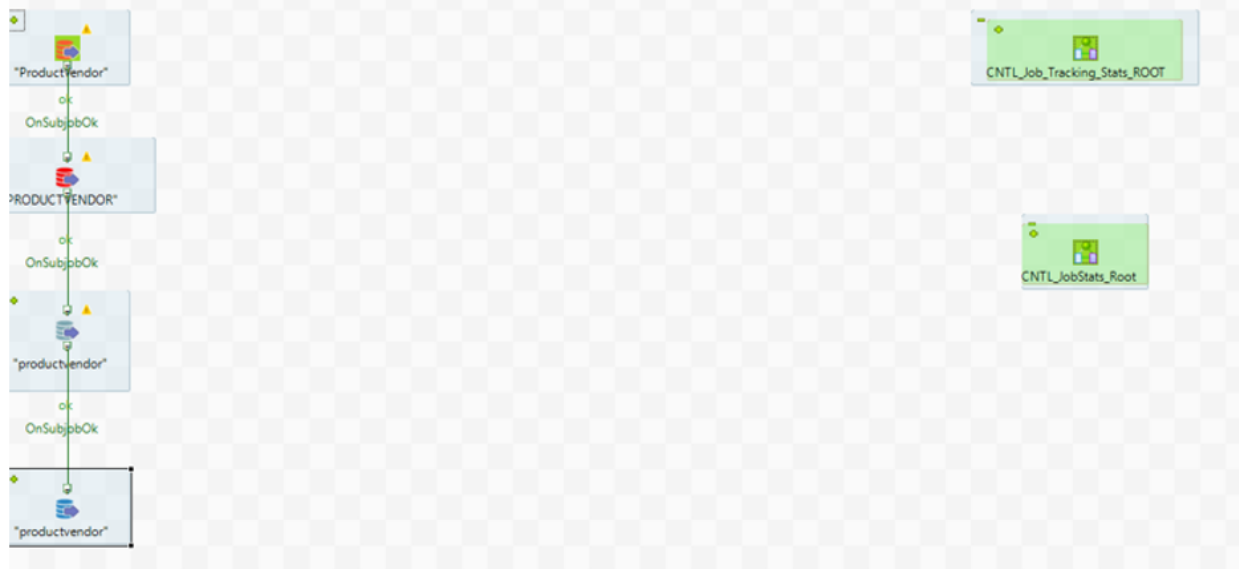 "ProductVendor"
ok
OnSubjobOk
PRODUCTVENDOR"
ok
OnSubjobOk
"productvendor"
ok
OnSubjobOk
"productvendor"
CNTL_Job_Tracking_Stats_ROOT
CNTL_JobStats_Root